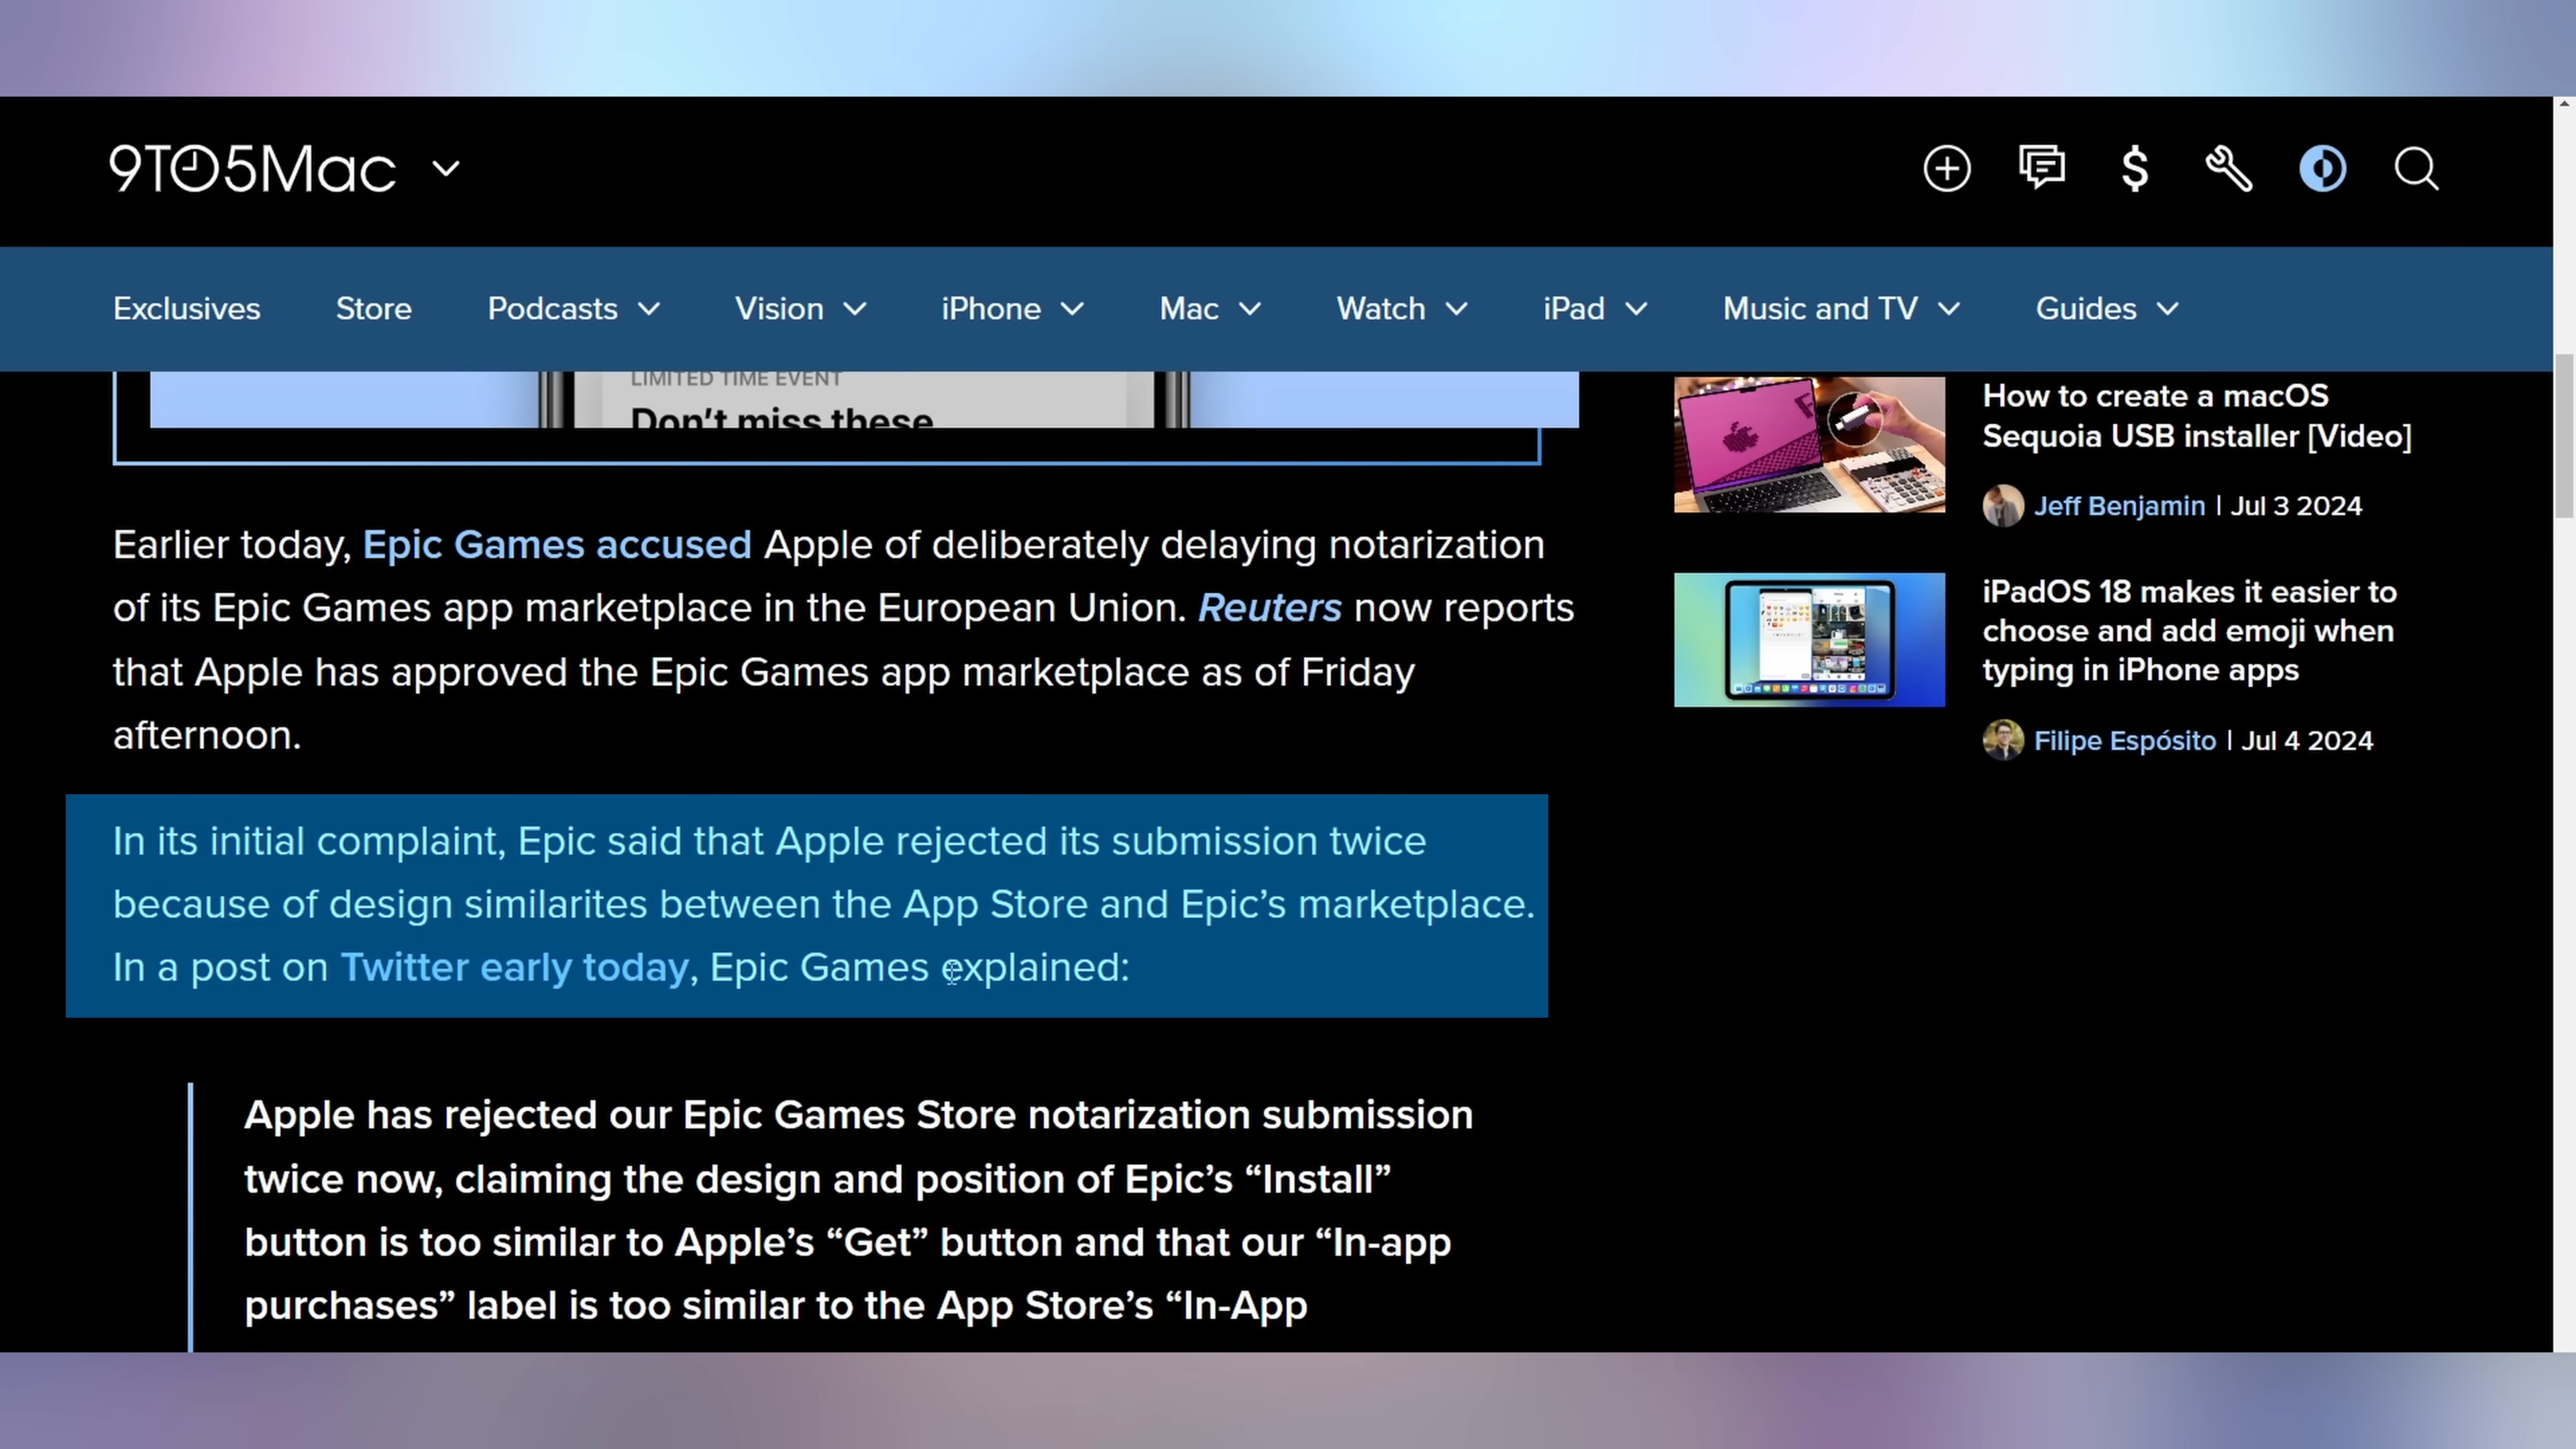 9TO5Mac
Exclusives Store Podcasts Vision iPhone Mac Watch iPad Music and TV Guides
LIMITED TIME EVENT
Don't miss these
Earlier today, Epic Games accused Apple of deliberately delaying notarization
of its Epic Games app marketplace in the European Union. Reuters now reports
that Apple has approved the Epic Games app marketplace as of Friday
afternoon.
In its initial complaint, Epic said that Apple rejected its submission twice
because of design similarites between the App Store and Epic’s marketplace.
In a post on Twitter early today, Epic Games explained:
Apple has rejected our Epic Games Store notarization submission
twice now, claiming the design and position of Epic’s “Install”
button is too similar to Apple’s “Get” button and that our “In-app
purchases” label is too similar to the App Store’s “In-App
How to create a macOS
Sequoia USB installer [Video]
Jeff Benjamin | Jul 3 2024
iPadOS 18 makes it easier to
choose and add emoji when
typing in iPhone apps
Filipe Espósito | Jul 4 2024